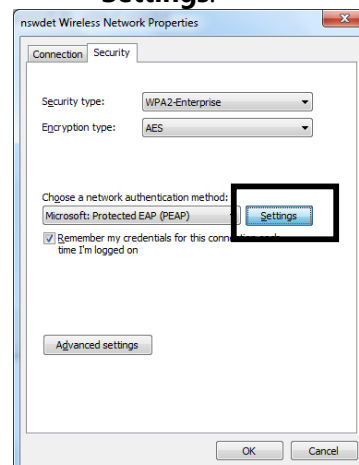 Settings.
nswdet Wireless Network Properties
Connection Security
Security type: WPA2-Enterprise
Encryption type: AES
Choose a network authentication method:
Microsoft: Protected EAP (PEAP) Settings
Remember my credentials for this connection each
time I'm logged on
Advanced settings
OK Cancel